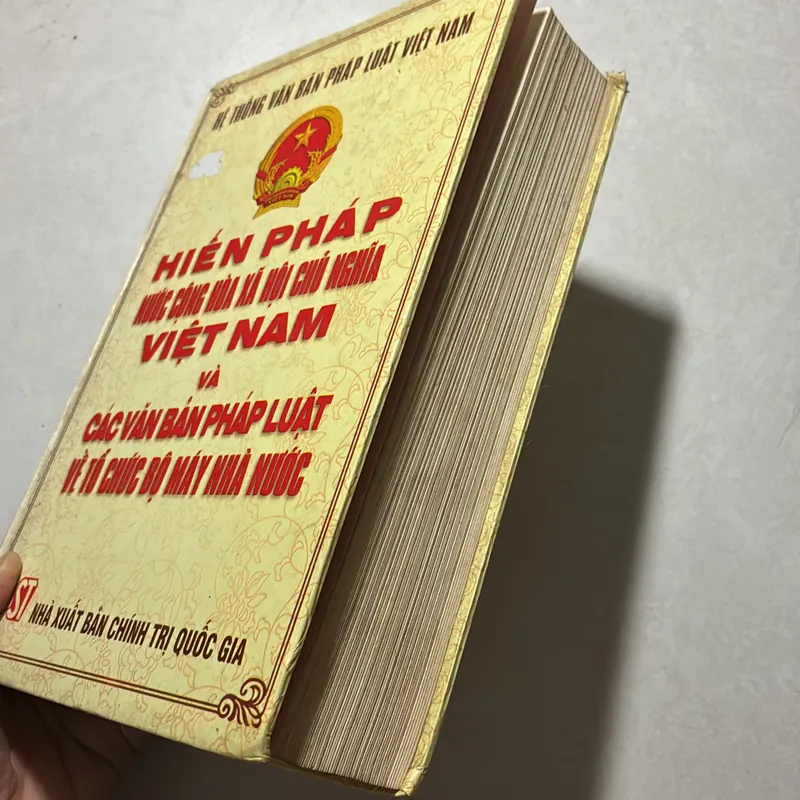 HỆ THỐNG VĂN BẢN PHÁP LUẬT VIỆT NAM
HIẾN PHÁP
NƯỚC CỘNG HÒA XÃ HỘI CHỦ NGHĨA
VIỆT NAM
VÀ
CÁC VĂN BẢN PHÁP LUẬT
VỀ TỔ CHỨC BỘ MÁY NHÀ NƯỚC
ST NHÀ XUẤT BẢN CHÍNH TRỊ QUỐC GIA